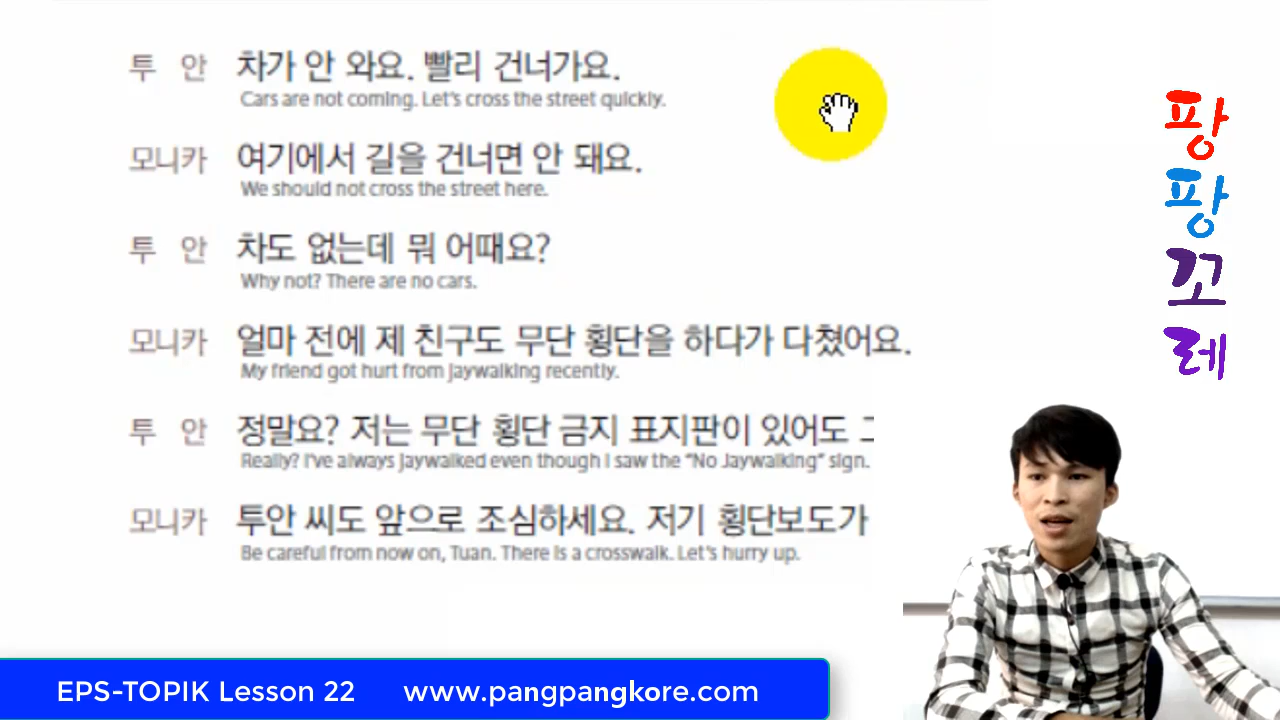 투 안 차가 안 와요. 빨리 건너가요.
Cars are not coming. Let's cross the street quickly.
모니카 여기에서 길을 건너면 안 돼요.
We should not cross the street here.
투 안 차도 없는데 뭐 어때요?
Why not? There are no cars.
모니카 얼마 전에 제 친구도 무단 횡단을 하다가 다쳤어요.
My friend got hurt from jaywalking recently.
투 안 정말요? 저는 무단 횡단 금지 표지판이 있어도
Really? I've always jaywalked even though I saw the “No Jaywalking” sign.
모니카 투안 씨도 앞으로 조심하세요. 저기 횡단보도가
Be careful from now on, Tuan. There is a crosswalk. Let's hurry up.
팡
팡
꼬
레
EPS-TOPIK Lesson 22 www.pangpangkore.com